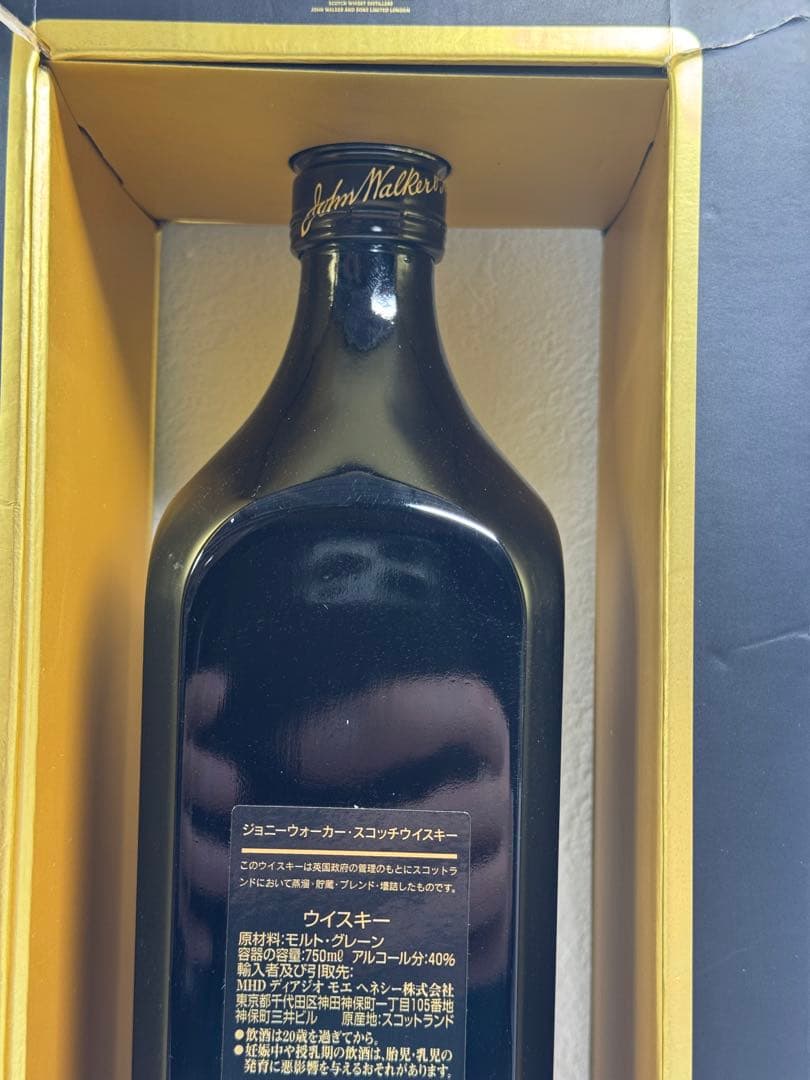 SCOTCH WHISKY DISTILLERS
JOHN WALKER AND SONS LIMITED LONDON
John Walker
ジョニーウォーカー・スコッチウイスキー
このウイスキーは英国政府の管理のもとにスコットラ
ンドにおいて蒸溜・貯蔵・ブレンド・壜詰したものです。
ウイスキー
原材料:モルト・グレーン
容器の容量:750mℓ アルコール分:40%
輸入者及び引取先:
MHD ディアジオ モエ ヘネシー株式会社
東京都千代田区神田神保町一丁目105番地
神保町三井ビル 原産地:スコットランド
●飲酒は20歳を過ぎてから。
●妊娠中や授乳期の飲酒は、胎児・乳児の
発育に悪影響を与えるおそれがあります。